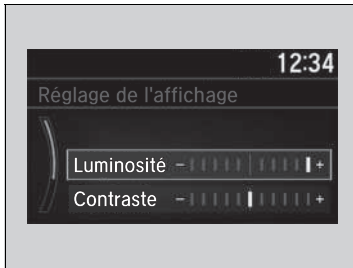 12:34
Réglage de l'affichage
Luminosité - +
Contraste - +